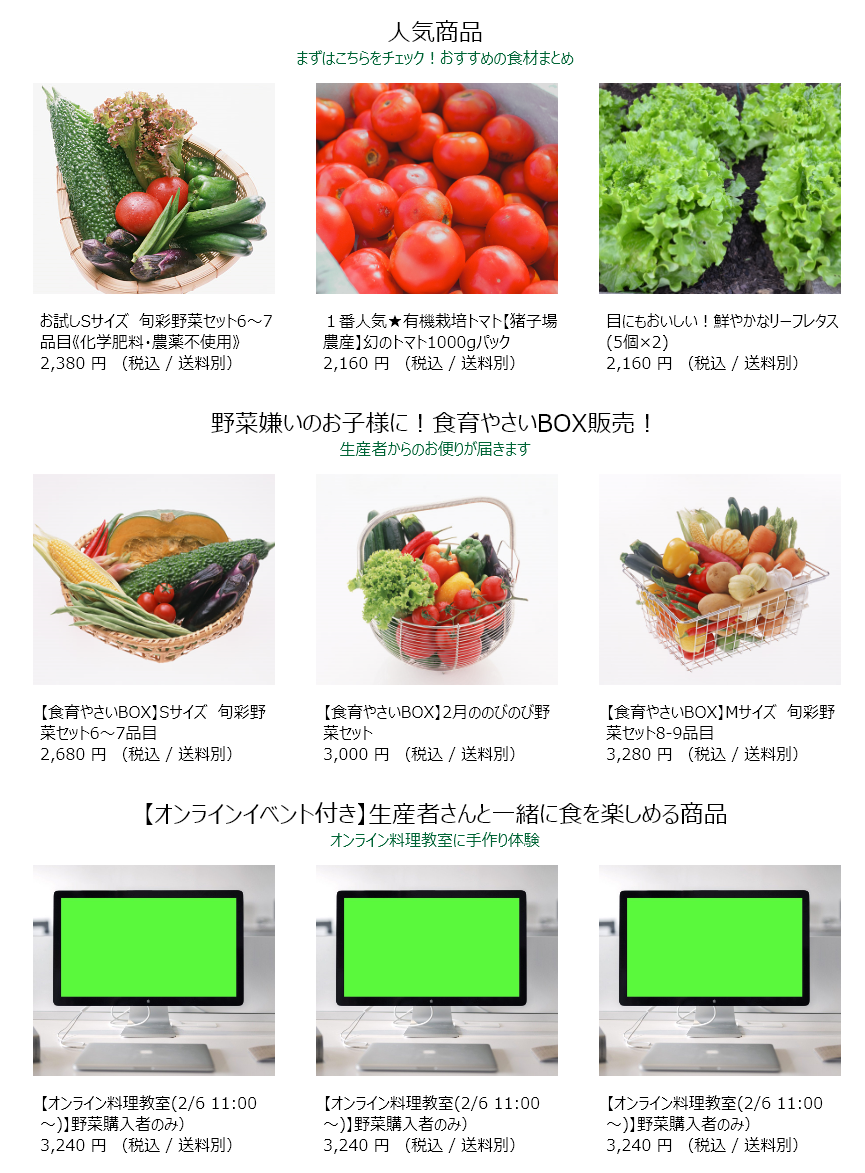 人気商品
まずはこちらをチェック！おすすめの食材まとめ
お試しSサイズ　旬彩野菜セット6～7
品目《化学肥料・農薬不使用》
2,380 円　（税込 / 送料別）
１番人気★有機栽培トマト【猪子場
農産】幻のトマト1000gパック
2,160 円　（税込 / 送料別）
目にもおいしい！鮮やかなリーフレタス
(5個×2)
2,160 円　（税込 / 送料別）
野菜嫌いのお子様に！食育やさいBOX販売！
生産者からのお便りが届きます
【食育やさいBOX】Sサイズ　旬彩野
菜セット6～7品目
2,680 円　（税込 / 送料別）
【食育やさいBOX】2月ののびのび野
菜セット
3,000 円　（税込 / 送料別）
【食育やさいBOX】Mサイズ　旬彩野
菜セット8-9品目
3,280 円　（税込 / 送料別）
【オンラインイベント付き】生産者さんと一緒に食を楽しめる商品
オンライン料理教室に手作り体験
【オンライン料理教室(2/6 11:00
～)】野菜購入者のみ）
3,240 円　（税込 / 送料別）
【オンライン料理教室(2/6 11:00
～)】野菜購入者のみ）
3,240 円　（税込 / 送料別）
【オンライン料理教室(2/6 11:00
～)】野菜購入者のみ）
3,240 円　（税込 / 送料別）